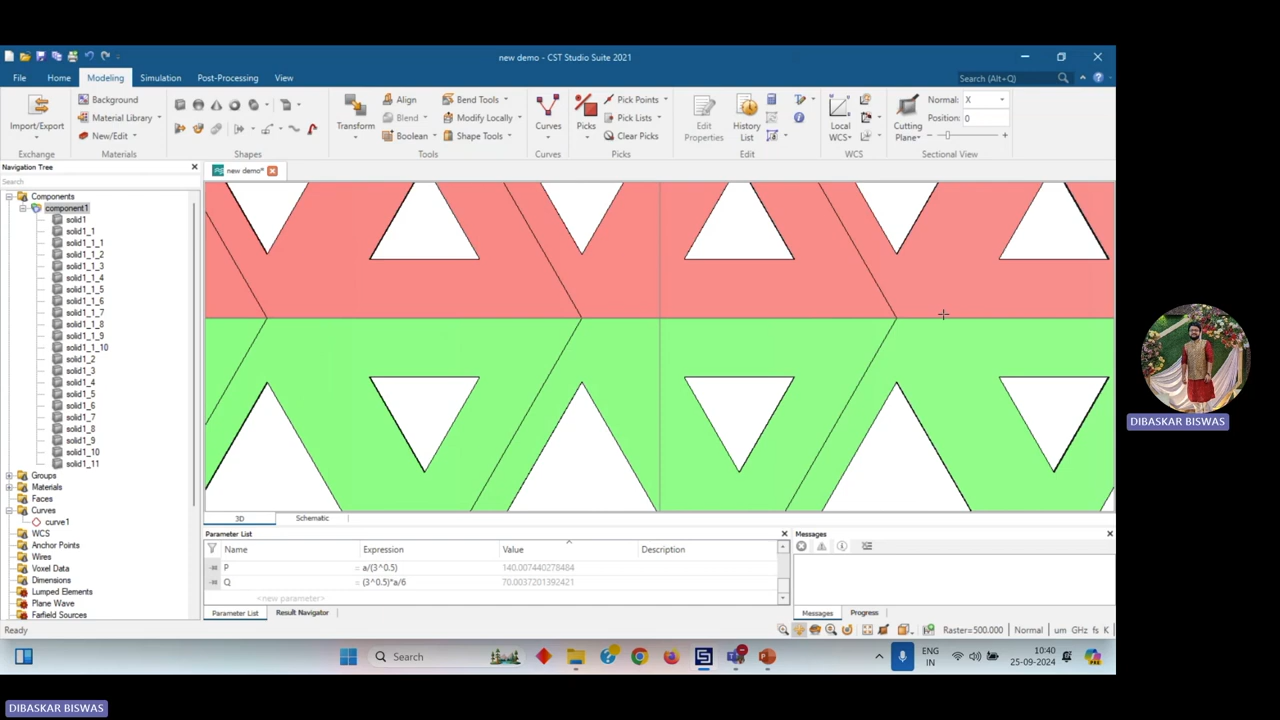 new demo - CST Studio Suite 2021
File Home Modeling Simulation Post-Processing View
Search (Alt+Q)
Import/Export
Exchange
Background
Material Library
New/Edit
Materials
Shapes
Transform
Align
Blend
Boolean
Bend Tools
Modify Locally
Shape Tools
Tools
Curves
Curves
Picks
Pick Points
Pick Lists
Clear Picks
Picks
Edit
Properties
History
List
Edit
Local
WCS
WCS
Cutting
Plane
Normal: X
Position: 0
Sectional View
Navigation Tree
Search
new demo*
Components
component1
solid1
solid1_1
solid1_1_1
solid1_1_2
solid1_1_3
solid1_1_4
solid1_1_5
solid1_1_6
solid1_1_7
solid1_1_8
solid1_1_9
solid1_1_10
solid1_2
solid1_3
solid1_4
solid1_5
solid1_6
solid1_7
solid1_8
solid1_9
solid1_10
solid1_11
Groups
Materials
Faces
Curves
curve1
WCS
Anchor Points
Wires
Voxel Data
Dimensions
Lumped Elements
Plane Wave
Farfield Sources
3D Schematic
Parameter List
Name Expression Value Description
P = a/(3^0.5) 140.007440278484
Q = (3^0.5)*a/6 70.0037201392421
<new parameter>
Parameter List Result Navigator
Messages
Messages Progress
Ready
Raster=500.000 Normal um GHz fs K
Search
ENG
IN
10:40
25-09-2024
DIBASKAR BISWAS
DIBASKAR BISWAS